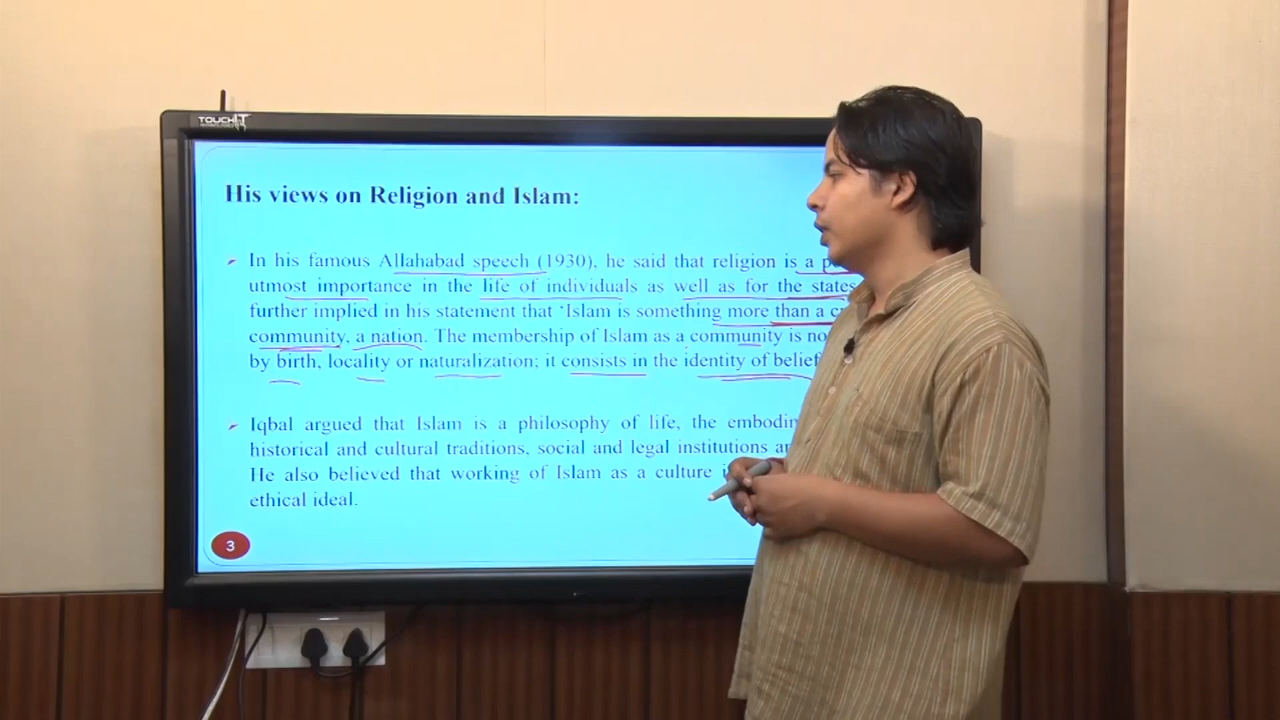 TOUCHIT
His views on Religion and Islam:
In his famous Allahabad speech (1930), he said that religion is a
utmost importance in the life of individuals as well as for the states
further implied in his statement that ‘Islam is something more than a
community, a nation. The membership of Islam as a community is
by birth, locality or naturalization; it consists in the identity of belief
Iqbal argued that Islam is a philosophy of life, the
historical and cultural traditions, social and legal institutions
He also believed that working of Islam as a culture
ethical ideal.
3